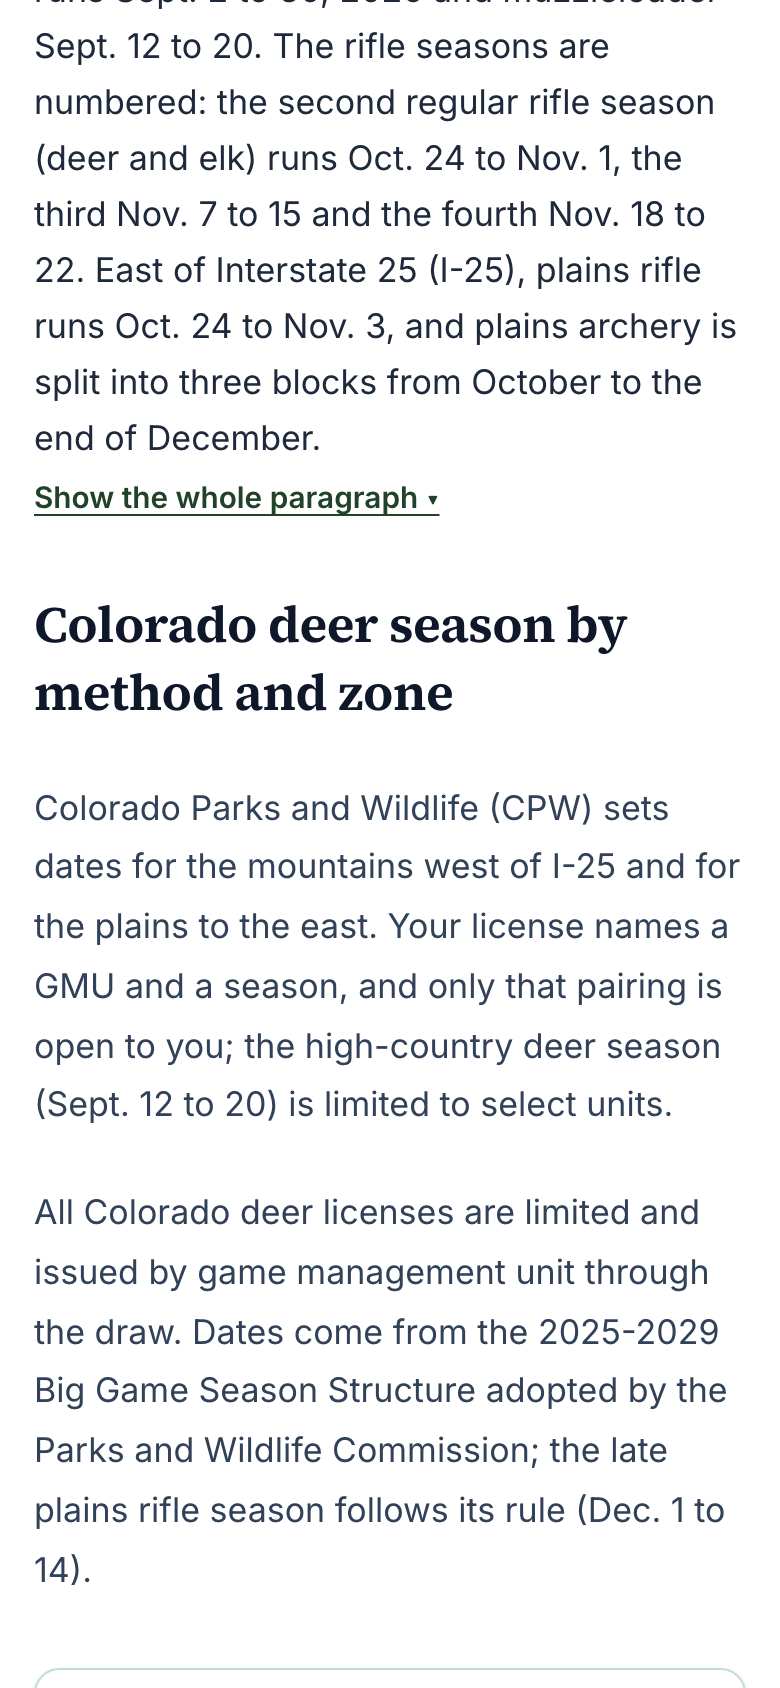 Sept. 12 to 20. The rifle seasons are
numbered: the second regular rifle season
(deer and elk) runs Oct. 24 to Nov. 1, the
third Nov. 7 to 15 and the fourth Nov. 18 to
22. East of Interstate 25 (I-25), plains rifle
runs Oct. 24 to Nov. 3, and plains archery is
split into three blocks from October to the
end of December.
Show the whole paragraph ▾
Colorado deer season by
method and zone
Colorado Parks and Wildlife (CPW) sets
dates for the mountains west of I-25 and for
the plains to the east. Your license names a
GMU and a season, and only that pairing is
open to you; the high-country deer season
(Sept. 12 to 20) is limited to select units.
All Colorado deer licenses are limited and
issued by game management unit through
the draw. Dates come from the 2025-2029
Big Game Season Structure adopted by the
Parks and Wildlife Commission; the late
plains rifle season follows its rule (Dec. 1 to
14).